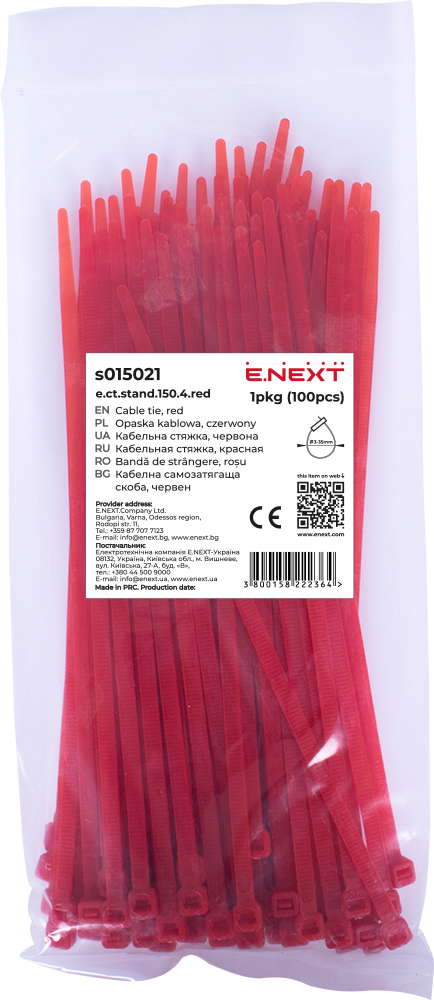 s015021
E.NEXT
e.ct.stand.150.4.red
1pkg (100pcs)
EN Cable tie, red
PL Opaska kablowa, czerwony
UA Кабельна стяжка, червона
RU Кабельная стяжка, красная
RO Bandă de strângere, roșu
BG Кабелна самозатягаща
скоба, червен
Ø3-35mm
this item on web
www.enext.com
CE
Provider address:
E.NEXT.Company Ltd.
Bulgaria, Varna, Odessos region,
Rodopi str. 11,
Tel.: +359 87 707 7123
E-mail: info@enext.bg, www.enext.bg
Постачальник:
Електротехнічна компанія E.NEXT-Україна
08132, Україна, Київська обл., м. Вишневе,
вул. Київська, 27-А, буд. «В»,
тел.: +380 44 500 9000
E-mail: info@enext.ua, www.enext.ua
Made in PRC. Production date:
3 800158 222364 >